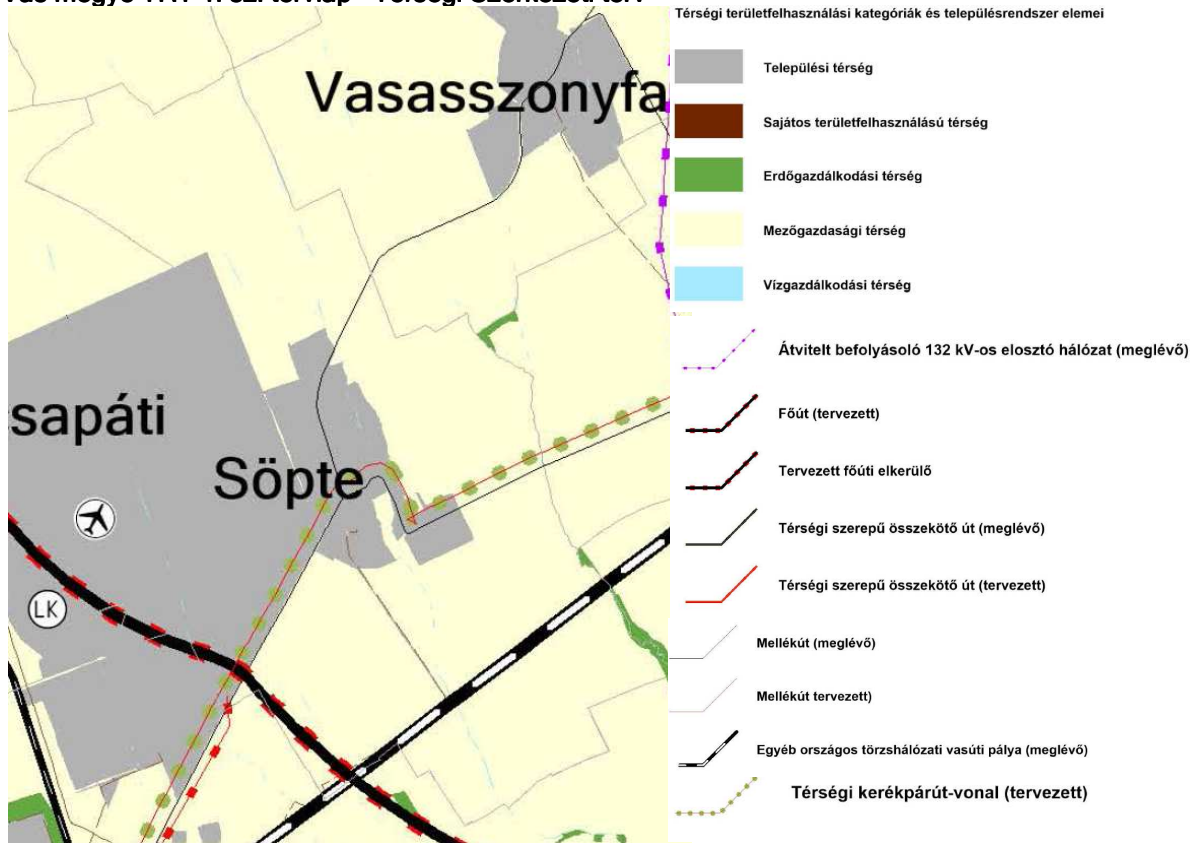 Térségi területfelhasználási kategóriák és településrendszer elemei
Települési térség
Sajátos területfelhasználású térség
Erdőgazdálkodási térség
Mezőgazdasági térség
Vízgazdálkodási térség
Átvitelt befolyásoló 132 kV-os elosztó hálózat (meglévő)
Főút (tervezett)
Tervezett főúti elkerülő
Térségi szerepű összekötő út (meglévő)
Térségi szerepű összekötő út (tervezett)
Mellékút (meglévő)
Mellékút tervezett)
Egyéb országos törzshálózati vasúti pálya (meglévő)
Térségi kerékpárút-vonal (tervezett)
Vasasszonyfa
sapáti
Söpte
LK